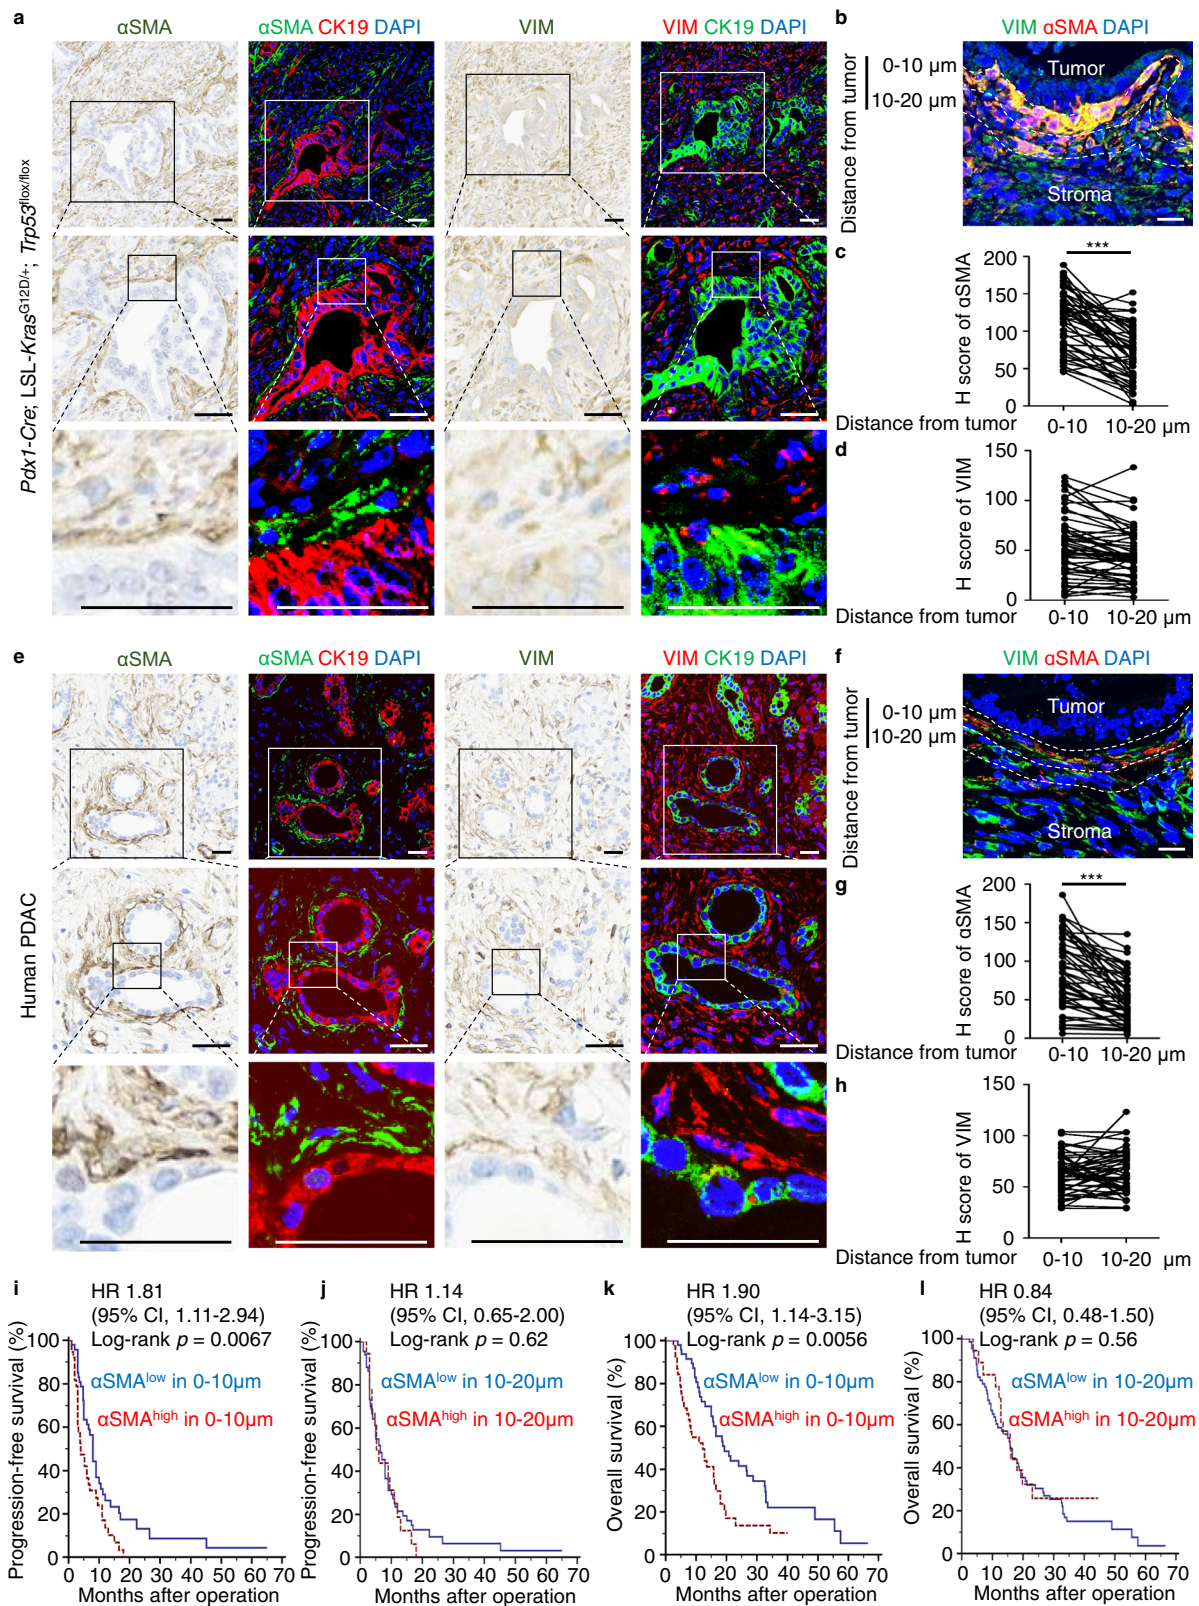 a
αSMA
αSMA CK19 DAPI
VIM
VIM CK19 DAPI
Pdx1-Cre; LSL-KrasG12D/+; Trp53flox/flox
b
VIM αSMA DAPI
Distance from tumor
0-10 µm
10-20 µm
Tumor
Stroma
c
***
H score of αSMA
200
150
100
50
0
Distance from tumor
0-10
10-20 µm
d
H score of VIM
150
100
50
0
0-10
10-20 µm
Distance from tumor
e
αSMA
αSMA CK19 DAPI
VIM
VIM CK19 DAPI
Human PDAC
f
VIM αSMA DAPI
Distance from tumor
0-10 µm
10-20 µm
Tumor
Stroma
g
***
H score of αSMA
200
150
100
50
0
Distance from tumor
0-10
10-20 µm
h
H score of VIM
150
100
50
0
Distance from tumor
0-10
10-20 µm
i
HR 1.81
(95% CI, 1.11-2.94)
Log-rank p = 0.0067
αSMAlow in 0-10µm
αSMAhigh in 0-10µm
Progression-free survival (%)
100
80
60
40
20
0
0 10 20 30 40 50 60 70
Months after operation
j
HR 1.14
(95% CI, 0.65-2.00)
Log-rank p = 0.62
αSMAlow in 10-20µm
αSMAhigh in 10-20µm
Progression-free survival (%)
100
80
60
40
20
0
0 10 20 30 40 50 60 70
Months after operation
k
HR 1.90
(95% CI, 1.14-3.15)
Log-rank p = 0.0056
αSMAlow in 0-10µm
αSMAhigh in 0-10µm
Overall survival (%)
100
80
60
40
20
0
0 10 20 30 40 50 60 70
Months after operation
l
HR 0.84
(95% CI, 0.48-1.50)
Log-rank p = 0.56
αSMAlow in 10-20µm
αSMAhigh in 10-20µm
Overall survival (%)
100
80
60
40
20
0
0 10 20 30 40 50 60 70
Months after operation